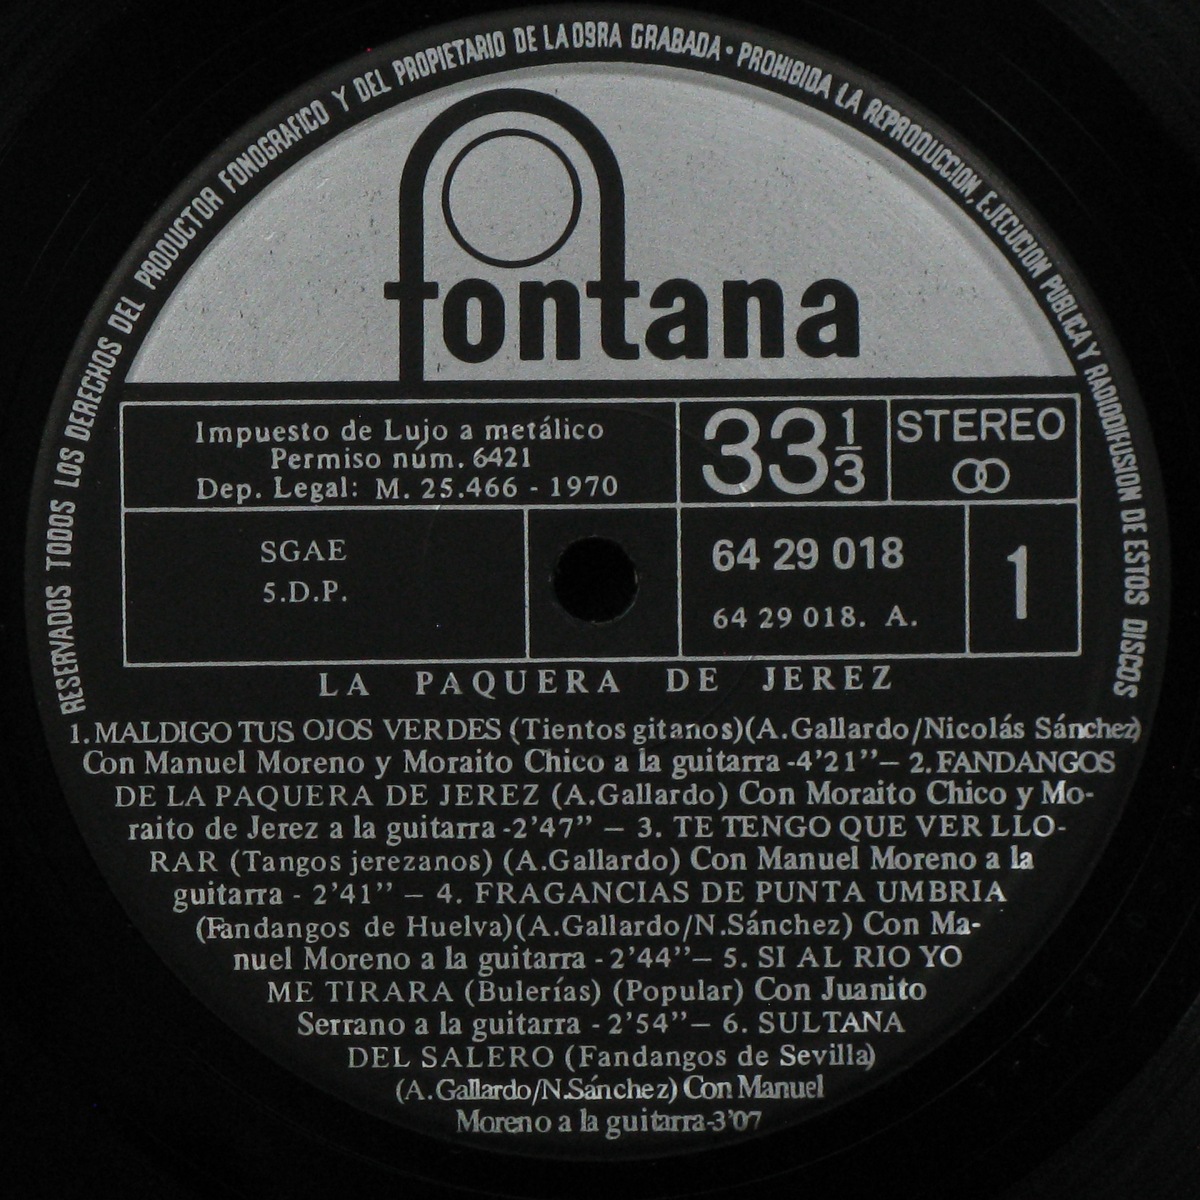 RESERVADOS TODOS LOS DERECHOS DEL PRODUCTOR FONOGRAFICO Y DEL PROPIETARIO DE LA OBRA GRABADA · PROHIBIDA LA REPRODUCCION, EJECUCION PUBLICA Y RADIODIFUSION DE ESTOS DISCOS
fontana
Impuesto de Lujo a metálico
Permiso núm. 6421
Dep. Legal: M. 25.466 - 1970
33 1/3
STEREO
SGAE
5.D.P.
64 29 018
64 29 018. A.
1
LA PAQUERA DE JEREZ
1. MALDIGO TUS OJOS VERDES (Tientos gitanos)(A.Gallardo/Nicolás Sánchez)
Con Manuel Moreno y Moraito Chico a la guitarra -4'21''— 2. FANDANGOS
DE LA PAQUERA DE JEREZ (A.Gallardo) Con Moraito Chico y Mo-
raito de Jerez a la guitarra -2'47'' — 3. TE TENGO QUE VER LLO-
RAR (Tangos jerezanos) (A.Gallardo) Con Manuel Moreno a la
guitarra - 2'41'' — 4. FRAGANCIAS DE PUNTA UMBRIA
(Fandangos de Huelva)(A.Gallardo/N.Sánchez) Con Ma-
nuel Moreno a la guitarra - 2'44''— 5. SI AL RIO YO
ME TIRARA (Bulerías) (Popular) Con Juanito
Serrano a la guitarra - 2'54''— 6. SULTANA
DEL SALERO (Fandangos de Sevilla)
(A.Gallardo/N.Sánchez) Con Manuel
Moreno a la guitarra-3'07